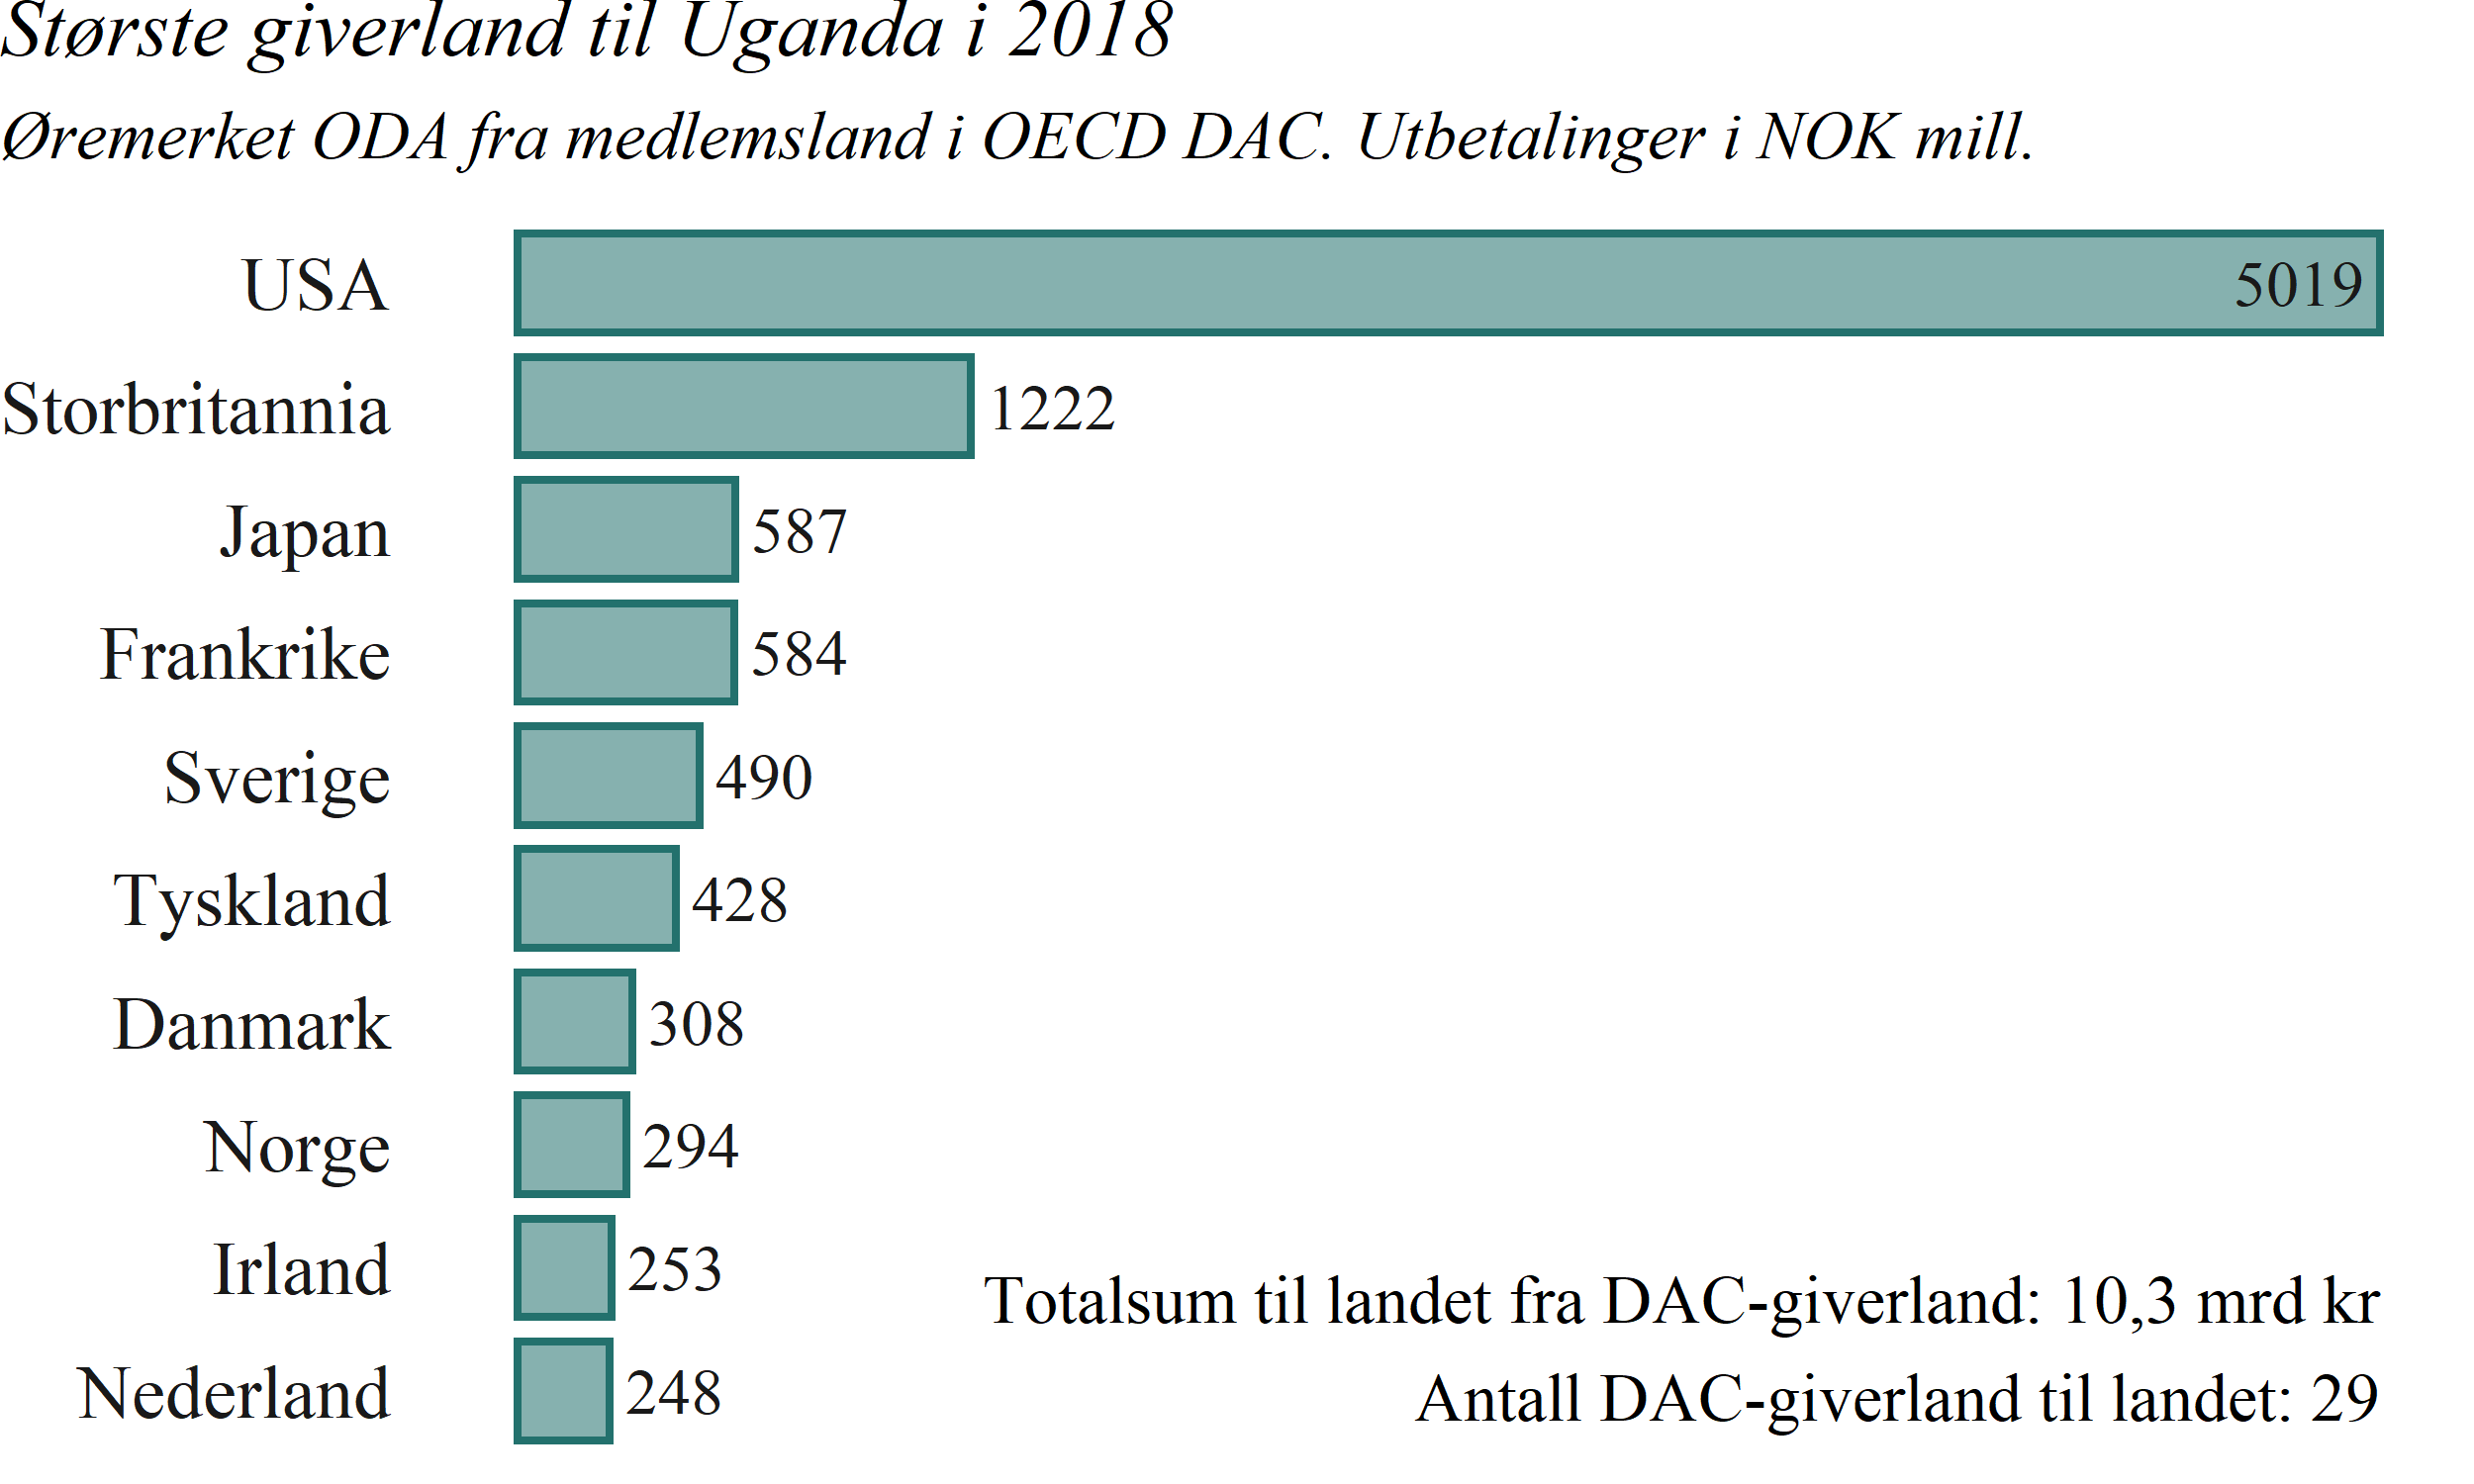 Største giverland til Uganda i 2018
Øremerket ODA fra medlemsland i OECD DAC. Utbetalinger i NOK mill.
USA 5019
Storbritannia 1222
Japan 587
Frankrike 584
Sverige 490
Tyskland 428
Danmark 308
Norge 294
Irland 253
Nederland 248
Totalsum til landet fra DAC-giverland: 10,3 mrd kr
Antall DAC-giverland til landet: 29